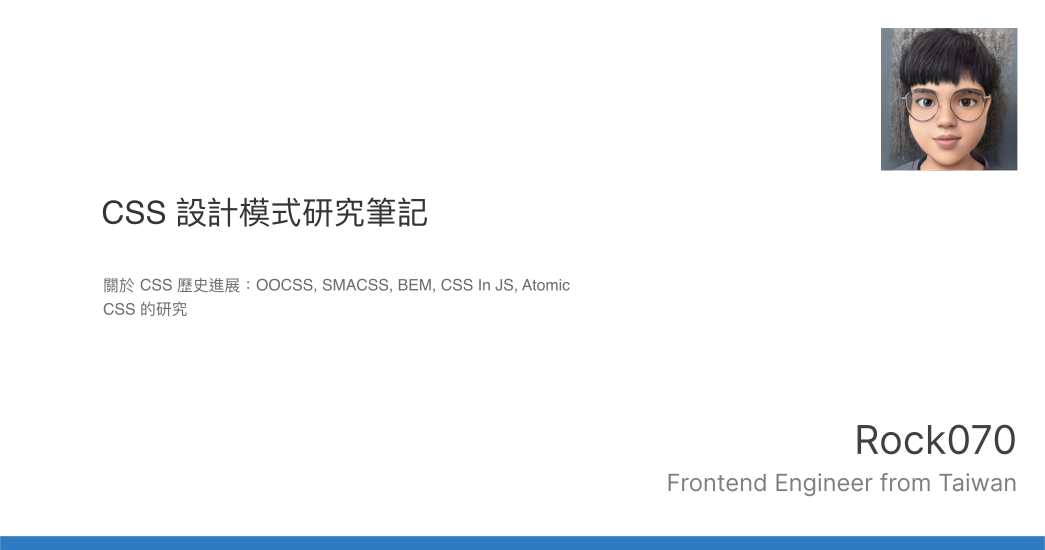 CSS 設計模式研究筆記
關於 CSS 歷史進展：OOCSS, SMACSS, BEM, CSS In JS, Atomic
CSS 的研究
Rock070
Frontend Engineer from Taiwan